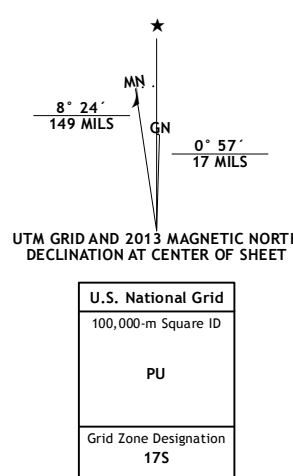 MN
8° 24´
149 MILS
GN
0° 57´
17 MILS
UTM GRID AND 2013 MAGNETIC NORTH
DECLINATION AT CENTER OF SHEET
U.S. National Grid
100,000-m Square ID
PU
Grid Zone Designation
17S